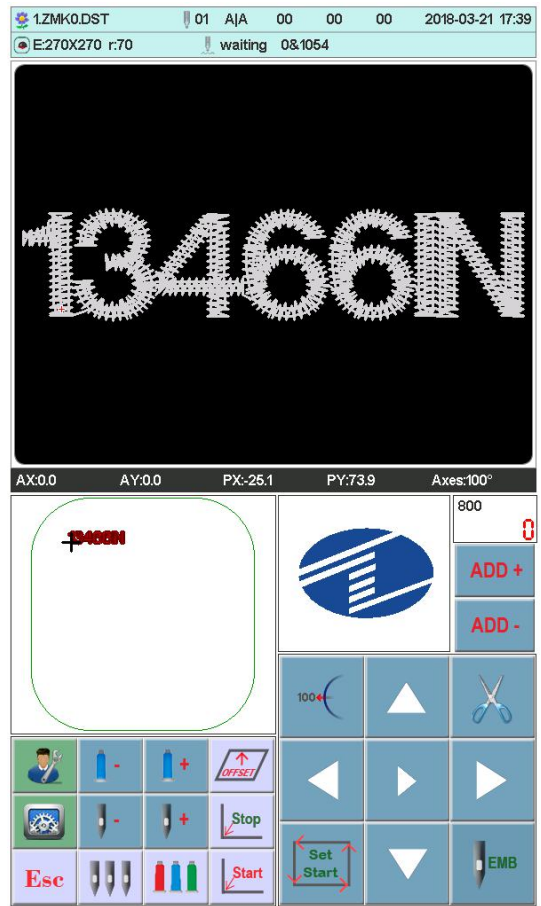 1.ZMK0.DST 01 A|A 00 00 00 2018-03-21 17:39
E:270X270 r:70 waiting 0&1054
13466IN
AX:0.0 AY:0.0 PX:-25.1 PY:73.9 Axes:100°
13466IN
800
0
ADD +
ADD -
100
- + OFFSET
- + Stop
Set Start
EMB
Esc Start